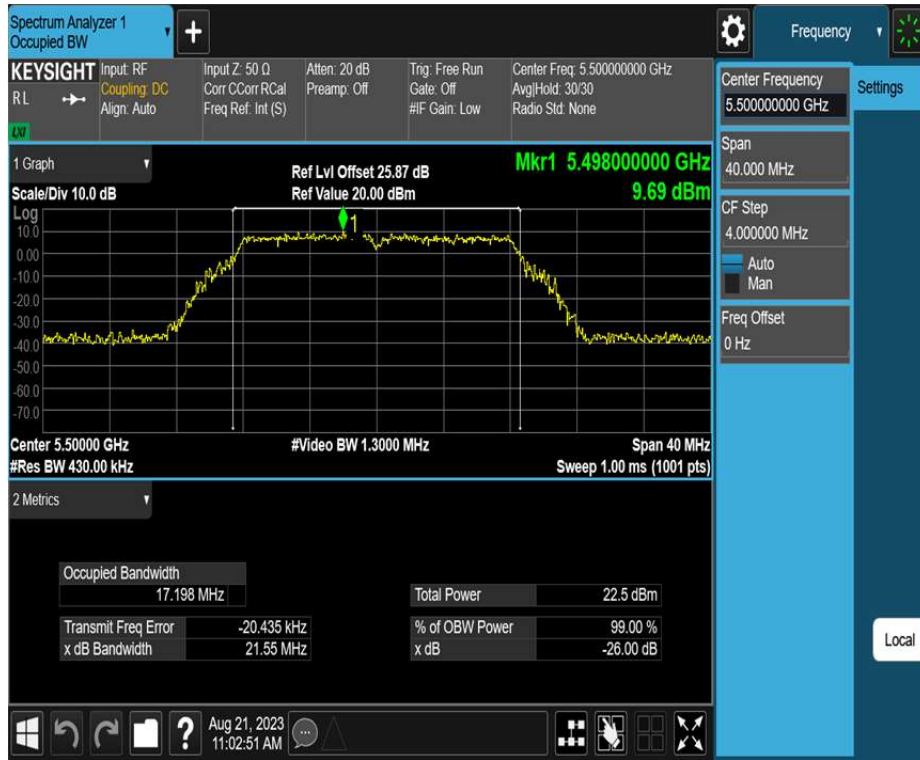 Spectrum Analyzer 1
Occupied BW
+
Frequency
KEYSIGHT
R L
LXI
Input: RF
Coupling: DC
Align: Auto
Input Z: 50 Ω
Corr CCorr RCal
Freq Ref: Int (S)
Atten: 20 dB
Preamp: Off
Trig: Free Run
Gate: Off
#IF Gain: Low
Center Freq: 5.500000000 GHz
Avg|Hold: 30/30
Radio Std: None
Center Frequency
5.500000000 GHz
Settings
Span
40.000 MHz
CF Step
4.000000 MHz
Auto
Man
Freq Offset
0 Hz
Local
1 Graph
Scale/Div 10.0 dB
Ref Lvl Offset 25.87 dB
Ref Value 20.00 dBm
Mkr1 5.498000000 GHz
9.69 dBm
Log
10.0
0.00
-10.0
-20.0
-30.0
-40.0
-50.0
-60.0
-70.0
1
Center 5.50000 GHz
#Video BW 1.3000 MHz
Span 40 MHz
#Res BW 430.00 kHz
Sweep 1.00 ms (1001 pts)
2 Metrics
Occupied Bandwidth
17.198 MHz
Total Power 22.5 dBm
Transmit Freq Error -20.435 kHz
% of OBW Power 99.00 %
x dB Bandwidth 21.55 MHz
x dB -26.00 dB
?
Aug 21, 2023
11:02:51 AM